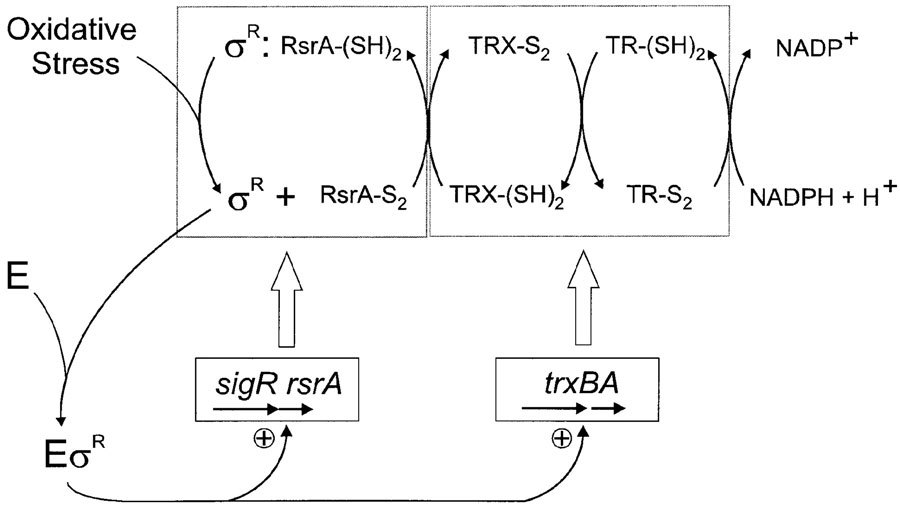 Oxidative
Stress
σᴿ: RsrA-(SH)₂
TRX-S₂
TR-(SH)₂
NADP⁺
σᴿ + RsrA-S₂
TRX-(SH)₂
TR-S₂
NADPH + H⁺
E
sigR rsrA
trxBA
⊕
⊕
Eσᴿ